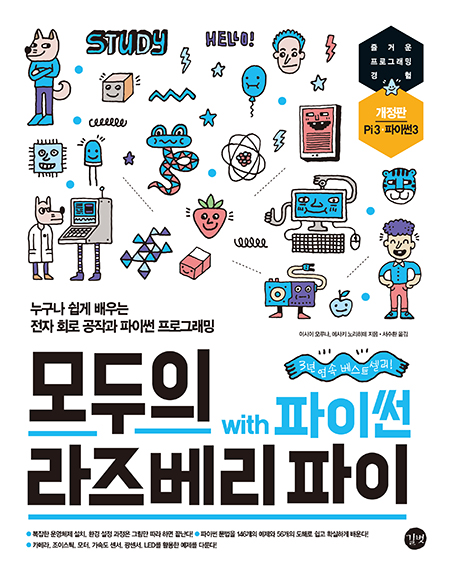 STUDY
HELLO!
즐거운
프로그래밍
경험
개정판
Pi3 파이썬3
누구나 쉽게 배우는
전자 회로 공작과 파이썬 프로그래밍
이시이 모루나, 에사키 노리히데 지음 · 서수환 옮김
3년 연속 베스트셀러!
모두의
with 파이썬
라즈베리 파이
● 복잡한 운영체제 설치, 환경 설정 과정은 그림만 따라 하면 끝난다! ● 파이썬 문법을 146개의 예제와 56개의 도해로 쉽고 확실하게 배운다!
● 카메라, 조이스틱, 모터, 가속도 센서, 광센서, LED를 활용한 예제를 다룬다!
길벗